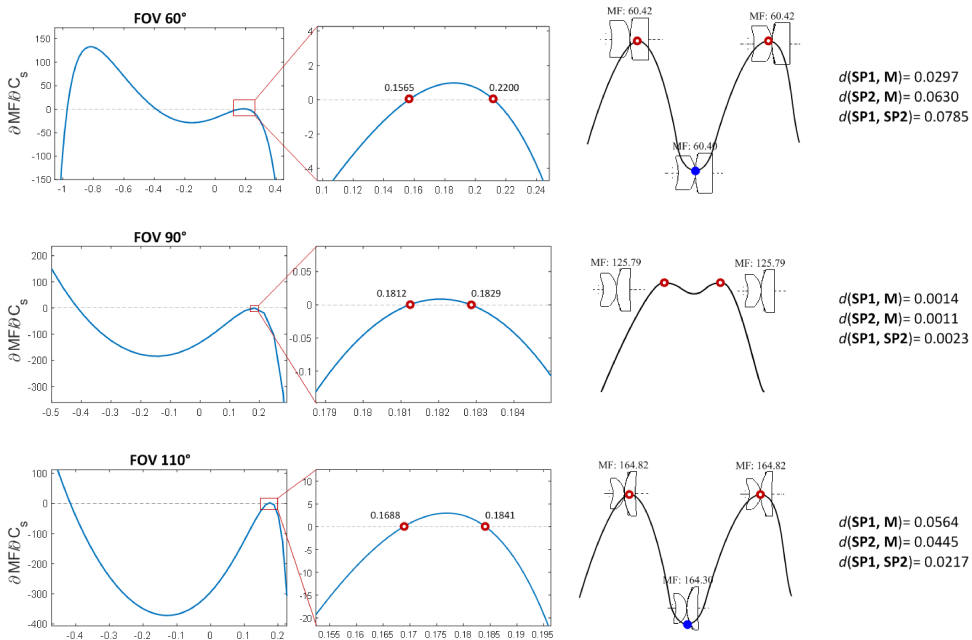 FOV 60°
∂MF/∂C_s
150
100
50
0
-50
-100
-150
-1 -0.8 -0.6 -0.4 -0.2 0 0.2 0.4
4
2
0
-2
-4
0.1565
0.2200
0.1 0.12 0.14 0.16 0.18 0.2 0.22 0.24
MF: 60.42
MF: 60.42
MF: 60.40
d(SP1, M)= 0.0297
d(SP2, M)= 0.0630
d(SP1, SP2)= 0.0785
FOV 90°
∂MF/∂C_s
200
100
0
-100
-200
-300
-0.5 -0.4 -0.3 -0.2 -0.1 0 0.1 0.2
0.05
0
-0.05
-0.1
0.1812
0.1829
0.179 0.18 0.181 0.182 0.183 0.184
MF: 125.79
MF: 125.79
d(SP1, M)= 0.0014
d(SP2, M)= 0.0011
d(SP1, SP2)= 0.0023
FOV 110°
∂MF/∂C_s
100
0
-100
-200
-300
-400
-0.4 -0.2 0 0.2
10
5
0
-5
-10
-15
-20
0.1688
0.1841
0.155 0.16 0.165 0.17 0.175 0.18 0.185 0.19 0.195
MF: 164.82
MF: 164.82
MF: 164.30
d(SP1, M)= 0.0564
d(SP2, M)= 0.0445
d(SP1, SP2)= 0.0217